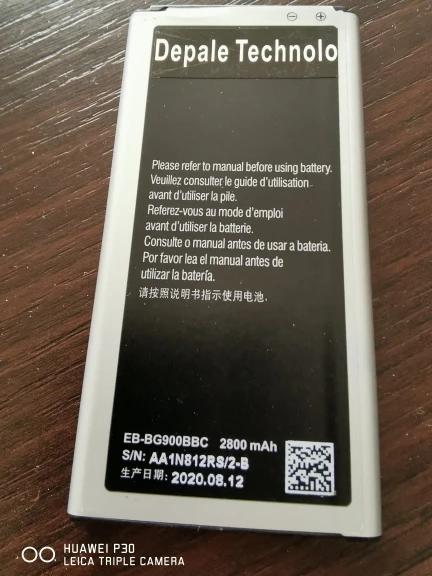 Depale Technolo
Please refer to manual before using battery.
Veuillez consulter le guide d'utilisation
avant d'utiliser la pile.
Referez-vous au mode d'emploi
avant d'utiliser la batterie.
Consulte o manual antes de usar a bateria.
Por favor lea el manual antes de
utilizar la batería.
请按照说明书指示使用电池.
EB-BG900BBC 2800 mAh
S/N: AA1N812RS/2-B
生产日期: 2020.08.12
HUAWEI P30
LEICA TRIPLE CAMERA